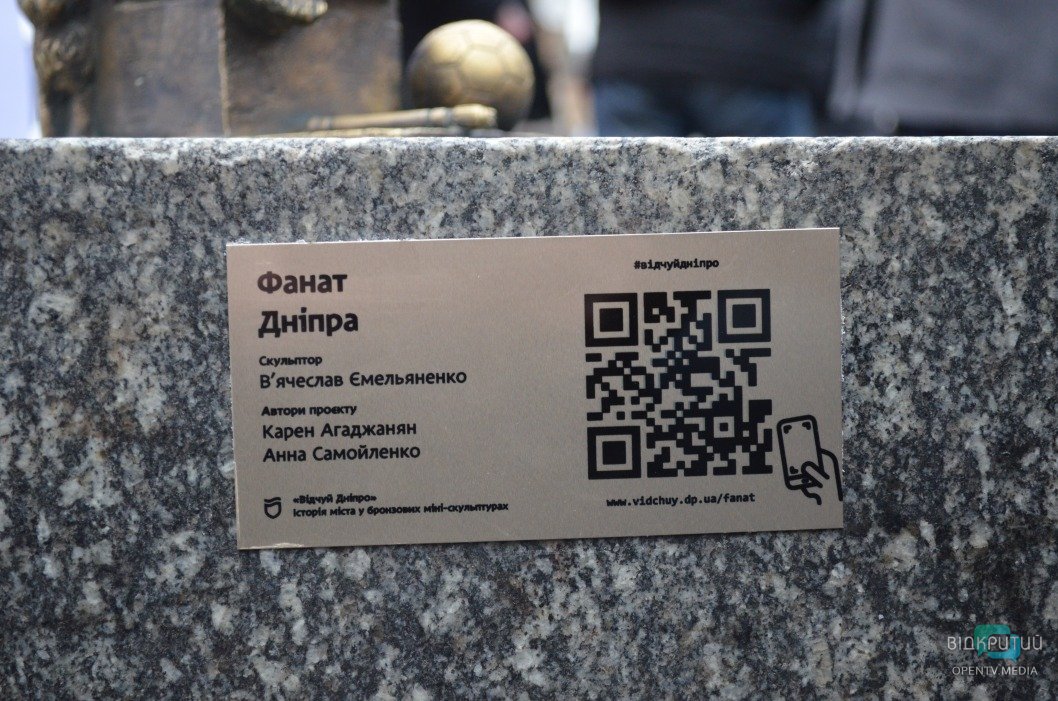 Фанат
Дніпра
Скульптор
В'ячеслав Ємельяненко
Автори проєкту
Карен Агаджанян
Анна Самойленко
«Відчуй Дніпро»
Історія міста у бронзових міні-скульптурах
#відчуйдніпро
www.vidchuy.dp.ua/fanat
ВІДКРИТИЙ
OPENTV MEDIA